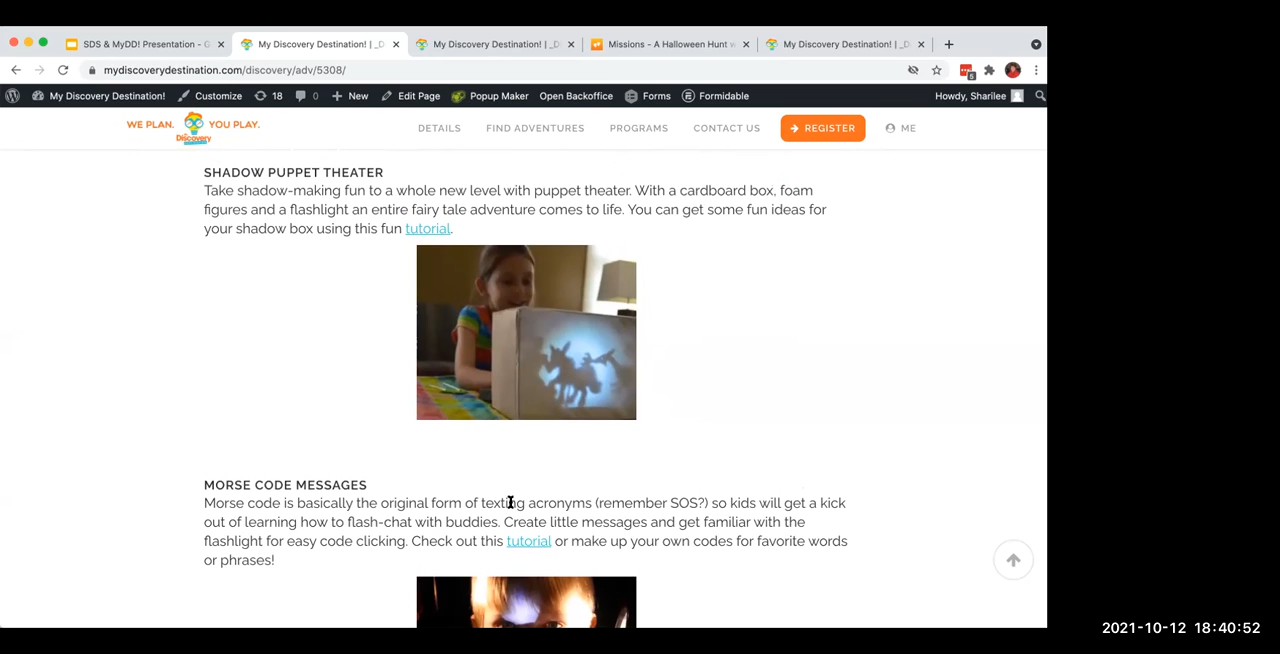 SDS & MyDD! Presentation - G
My Discovery Destination! | _D
My Discovery Destination! | _D
Missions - A Halloween Hunt w
My Discovery Destination! | _D
mydiscoverydestination.com/discovery/adv/5308/
6
My Discovery Destination! Customize 18 0 New Edit Page Popup Maker Open Backoffice Forms Formidable Howdy, Sharilee
WE PLAN. Discovery YOU PLAY. DETAILS FIND ADVENTURES PROGRAMS CONTACT US REGISTER ME
SHADOW PUPPET THEATER
Take shadow-making fun to a whole new level with puppet theater. With a cardboard box, foam
figures and a flashlight an entire fairy tale adventure comes to life. You can get some fun ideas for
your shadow box using this fun tutorial.
MORSE CODE MESSAGES
Morse code is basically the original form of texting acronyms (remember SOS?) so kids will get a kick
out of learning how to flash-chat with buddies. Create little messages and get familiar with the
flashlight for easy code clicking. Check out this tutorial or make up your own codes for favorite words
or phrases!
2021-10-12 18:40:52